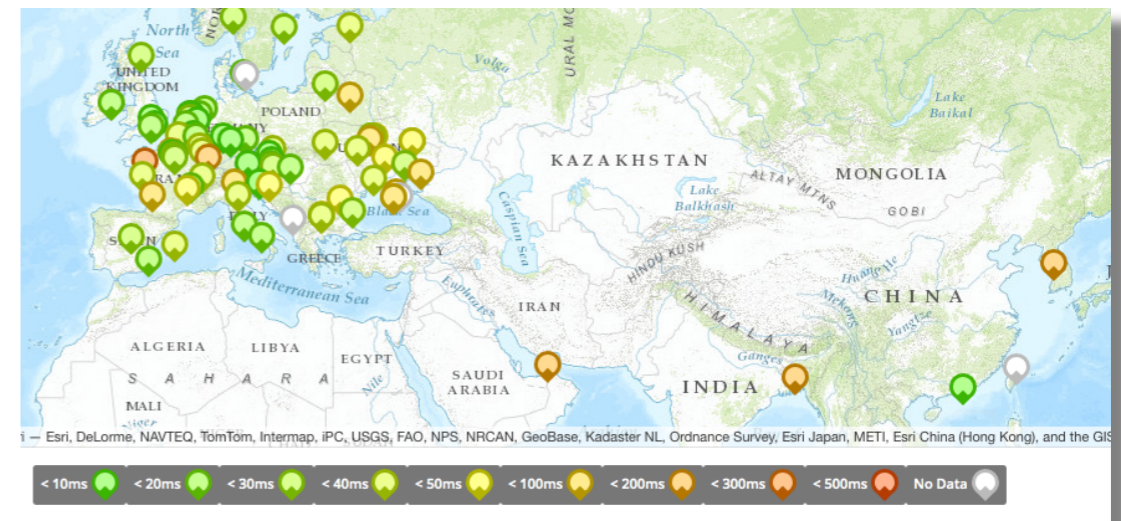 North
Sea
NOR
URAL MO
Volga
UNITED
KINGDOM
Lake
Baikal
POLAND
KAZAKHSTAN
MONGOLIA
ALTAY MTNS
Lake
Balkhash
GOBI
Caspian Sea
Black Sea
TURKEY
HINDU KUSH
GREECE
Mediterranean Sea
Euphrates
IRAN
Huang He
CHINA
Mekong
Yangtze
HIMALAYA
ALGERIA
LIBYA
EGYPT
Ganges
SAHARA
Nile
SAUDI
ARABIA
INDIA
MALI
Niger
i — Esri, DeLorme, NAVTEQ, TomTom, Intermap, iPC, USGS, FAO, NPS, NRCAN, GeoBase, Kadaster NL, Ordnance Survey, Esri Japan, METI, Esri China (Hong Kong), and the GIS
< 10ms < 20ms < 30ms < 40ms < 50ms < 100ms < 200ms < 300ms < 500ms No Data